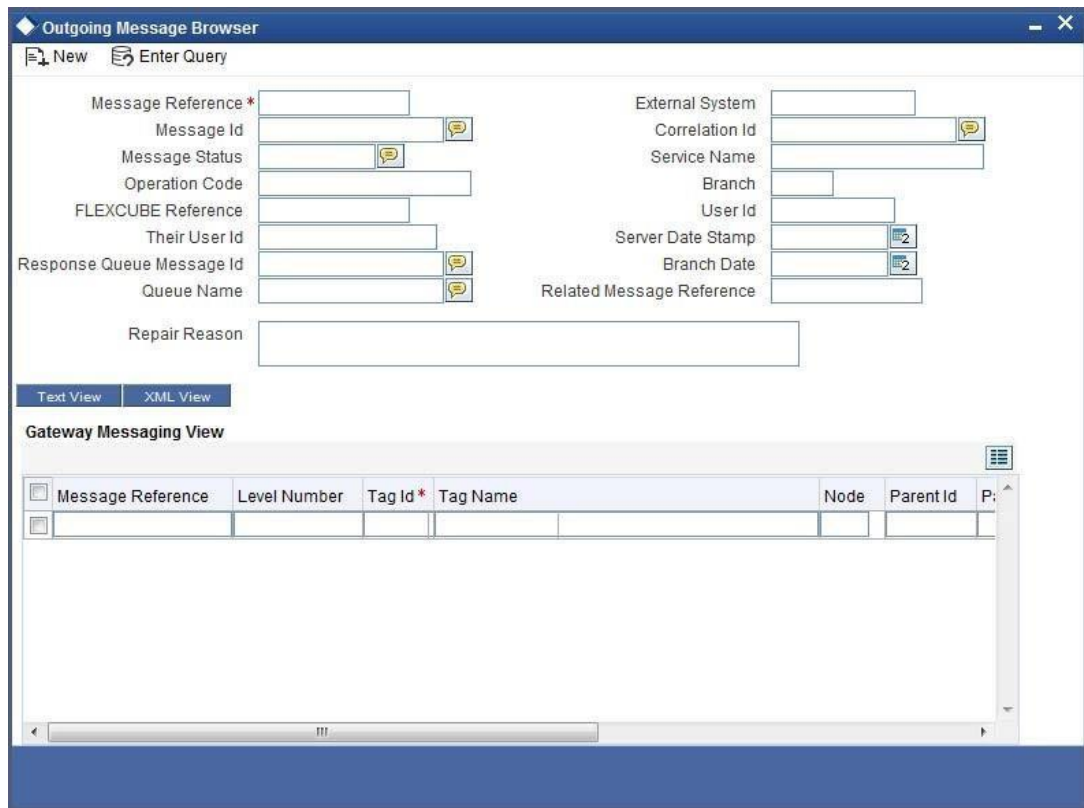 Outgoing Message Browser
New Enter Query
Message Reference * External System
Message Id Correlation Id
Message Status Service Name
Operation Code Branch
FLEXCUBE Reference User Id
Their User Id Server Date Stamp 2
Response Queue Message Id Branch Date 2
Queue Name Related Message Reference
Repair Reason
Text View XML View
Gateway Messaging View
Message Reference Level Number Tag Id * Tag Name Node Parent Id